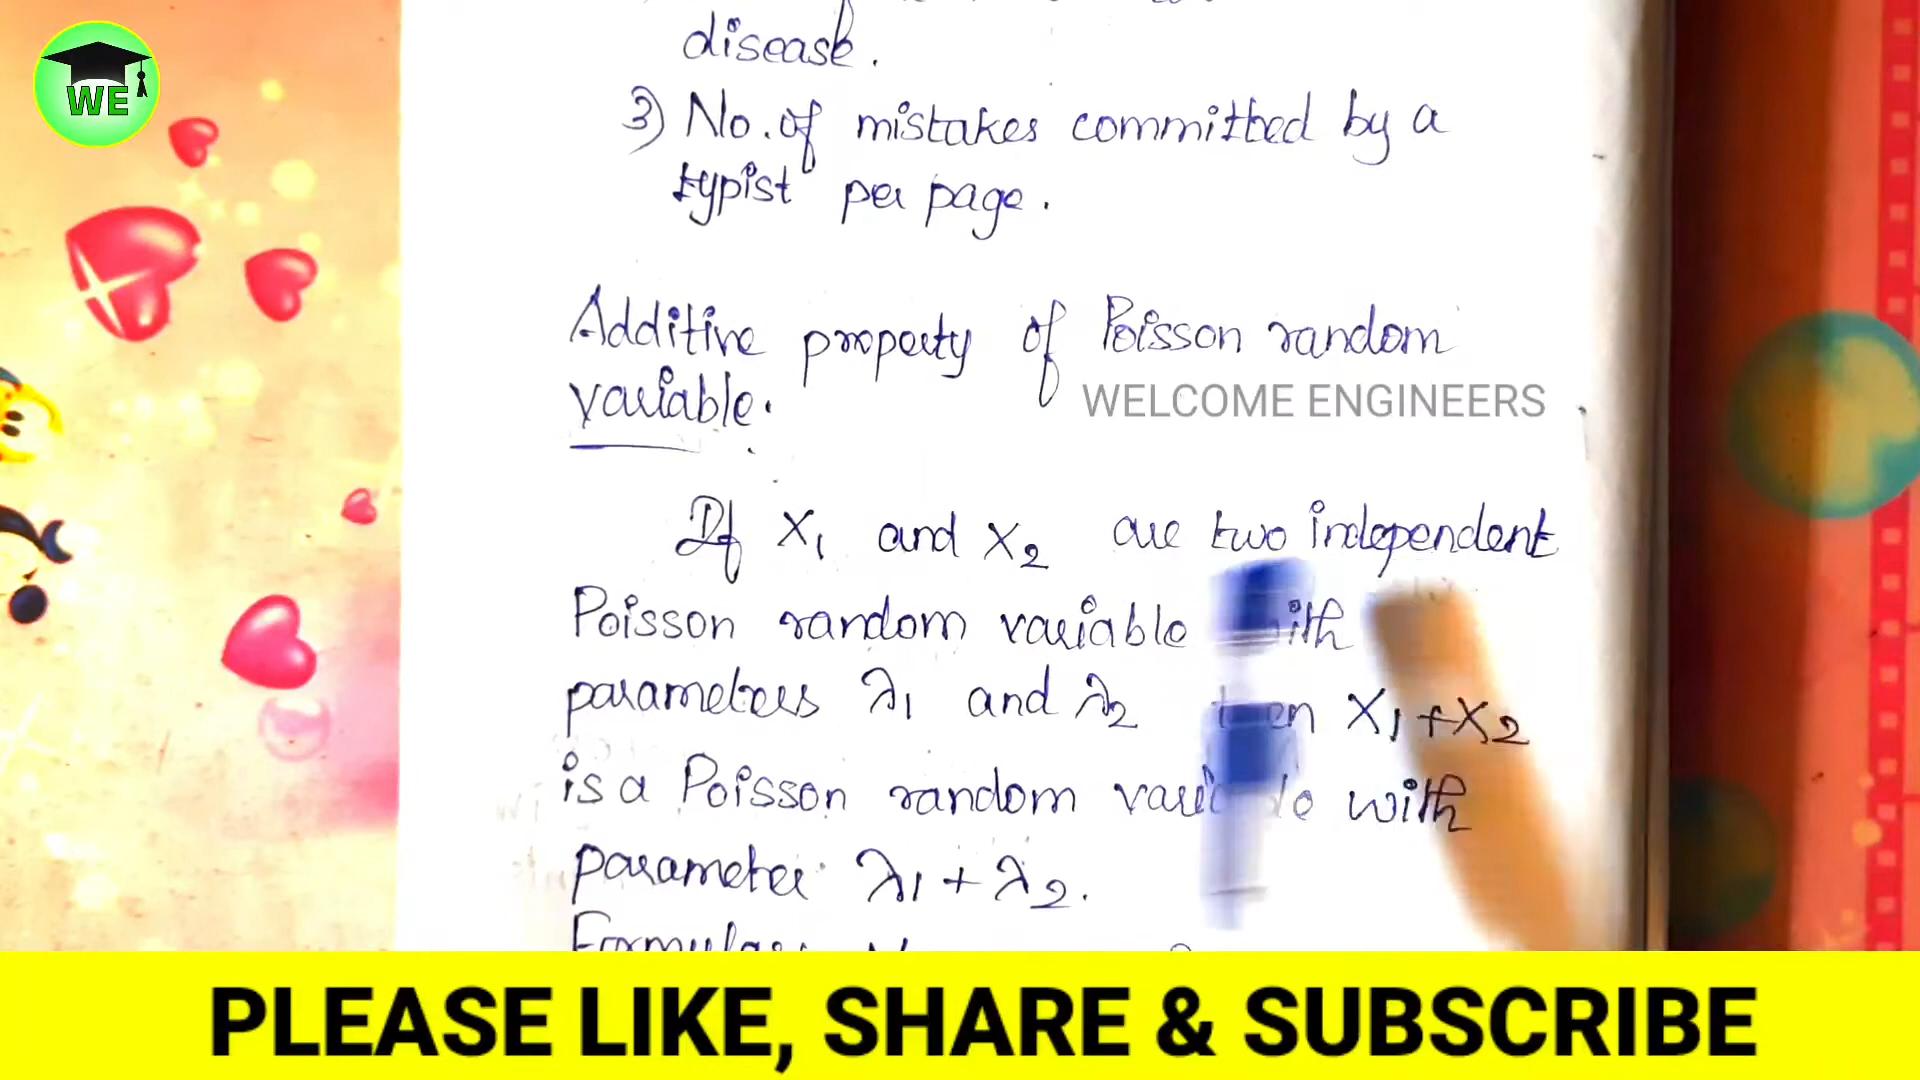 disease.
WE
3) No. of mistakes committed by a
typist per page.
Additive property of Poisson random
variable.
WELCOME ENGINEERS
If X₁ and X₂ are two independent
Poisson random variable with
parameters λ₁ and λ₂ then X₁+X₂
is a Poisson random variable with
parameter λ₁+λ₂.
PLEASE LIKE, SHARE & SUBSCRIBE